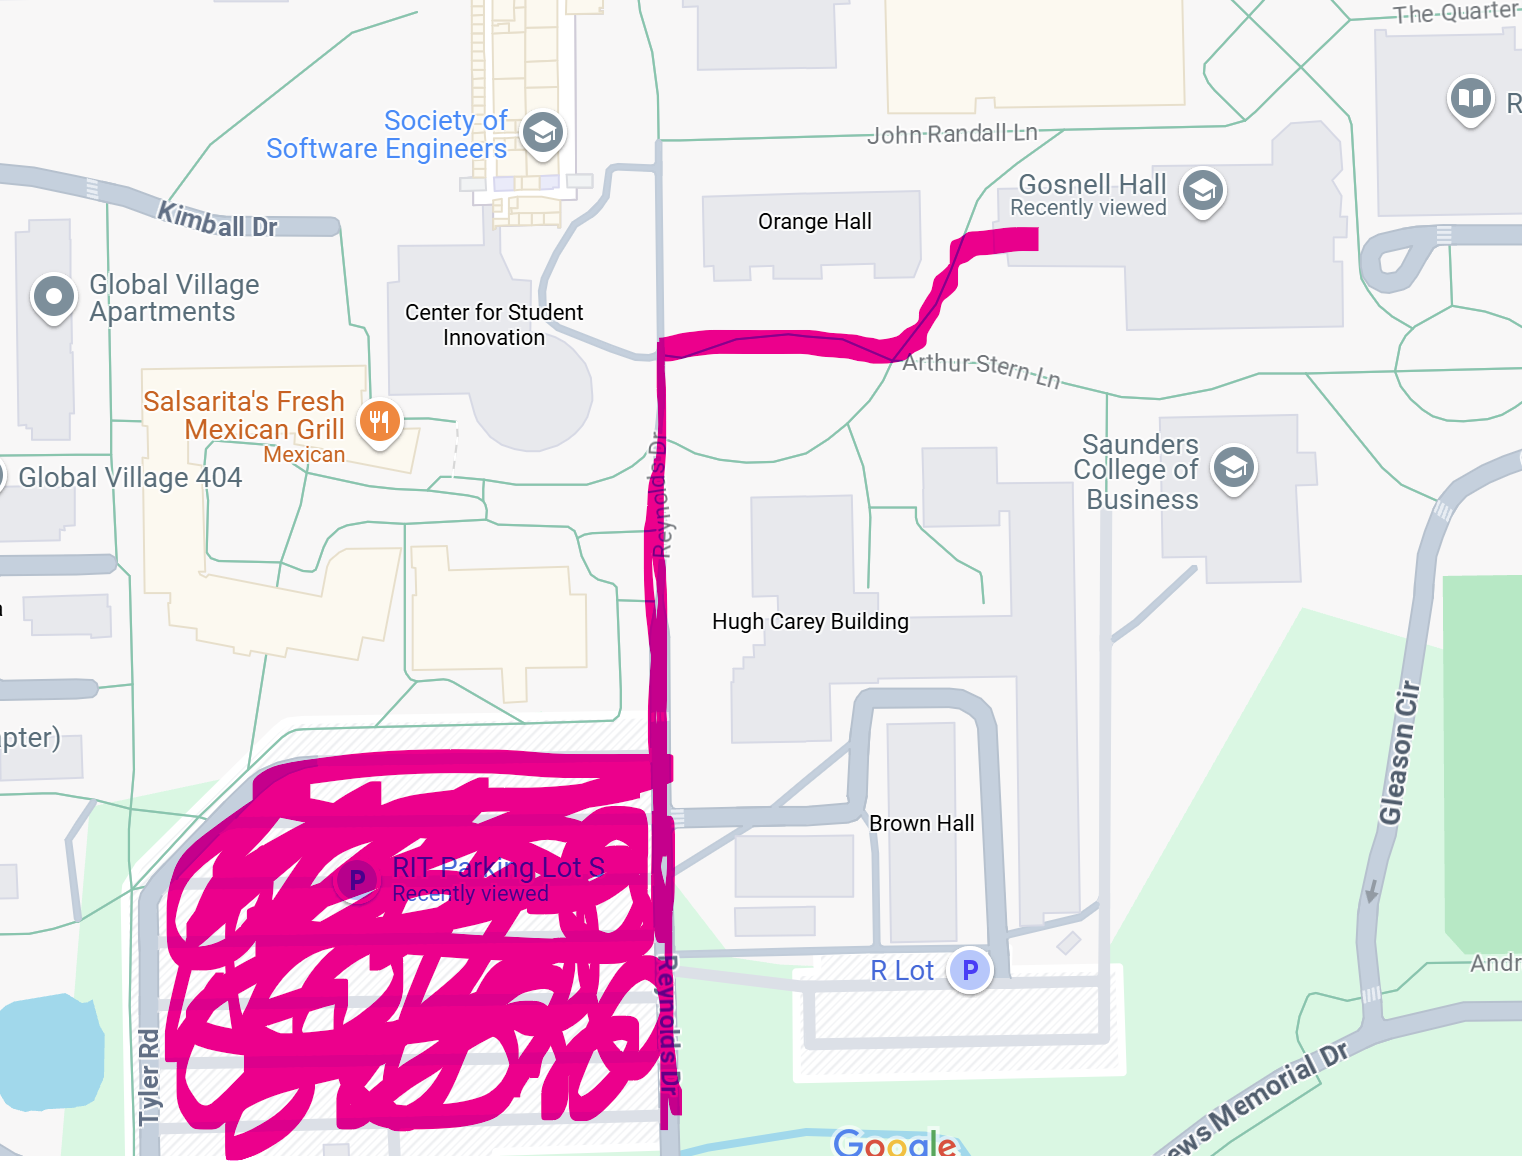 The Quarter
R
John Randall Ln
Society of
Software Engineers
Gosnell Hall
Recently viewed
Kimball Dr
Orange Hall
Global Village
Apartments
Center for Student
Innovation
Arthur Stern Ln
Salsarita's Fresh
Mexican Grill
Mexican
Global Village 404
Reynolds Dr
Saunders
College of
Business
a
Hugh Carey Building
Gleason Cir
apter)
Brown Hall
P
RIT Parking Lot S
Recently viewed
R Lot
P
Reynolds Dr
Andr
Tyler Rd
ews Memorial Dr
Google